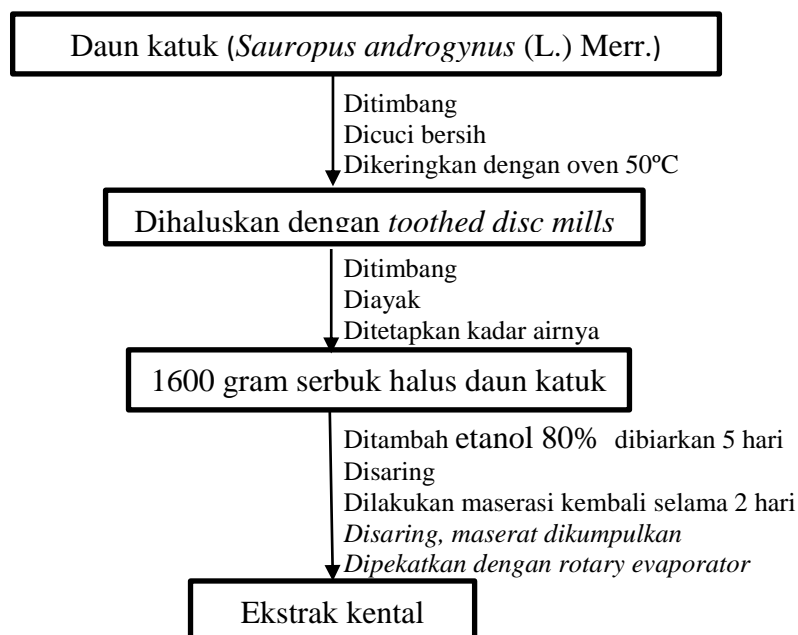 Daun katuk (Sauropus androgynus (L.) Merr.)
Ditimbang
Dicuci bersih
Dikeringkan dengan oven 50ºC
Dihaluskan dengan toothed disc mills
Ditimbang
Diayak
Ditetapkan kadar airnya
1600 gram serbuk halus daun katuk
Ditambah etanol 80% dibiarkan 5 hari
Disaring
Dilakukan maserasi kembali selama 2 hari
Disaring, maserat dikumpulkan
Dipekatkan dengan rotary evaporator
Ekstrak kental